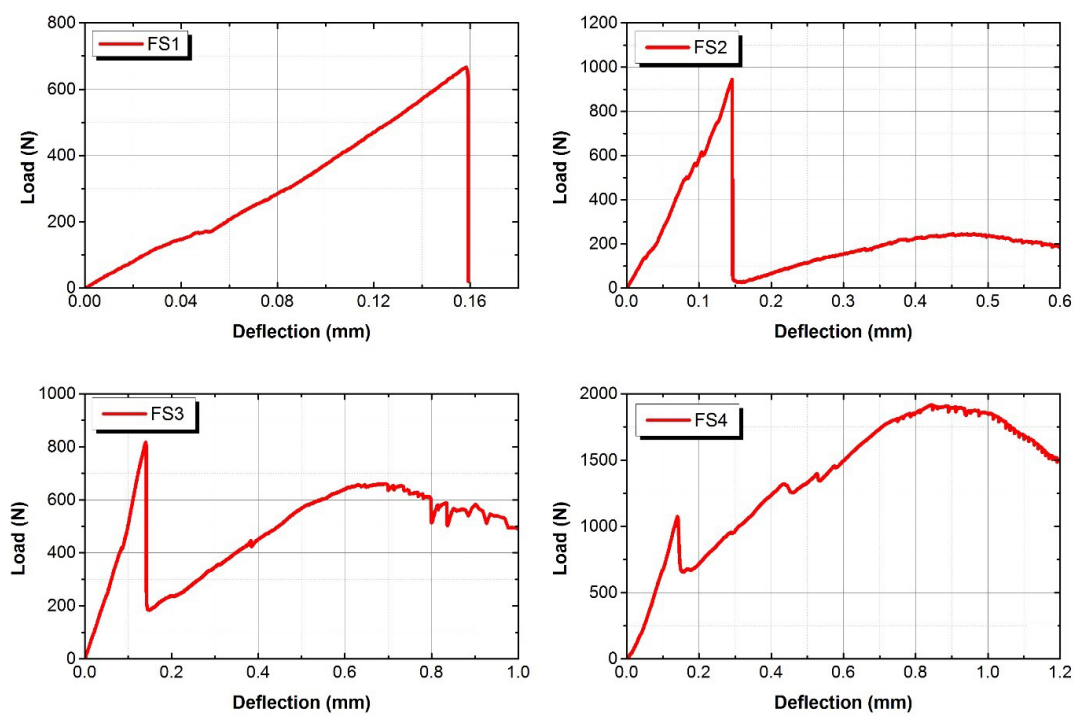 FS1
Load (N)
800
600
400
200
0
0.00 0.04 0.08 0.12 0.16
Deflection (mm)
FS2
Load (N)
1200
1000
800
600
400
200
0
0.0 0.1 0.2 0.3 0.4 0.5 0.6
Deflection (mm)
FS3
Load (N)
1000
800
600
400
200
0
0.0 0.2 0.4 0.6 0.8 1.0
Deflection (mm)
FS4
Load (N)
2000
1500
1000
500
0
0.0 0.2 0.4 0.6 0.8 1.0 1.2
Deflection (mm)